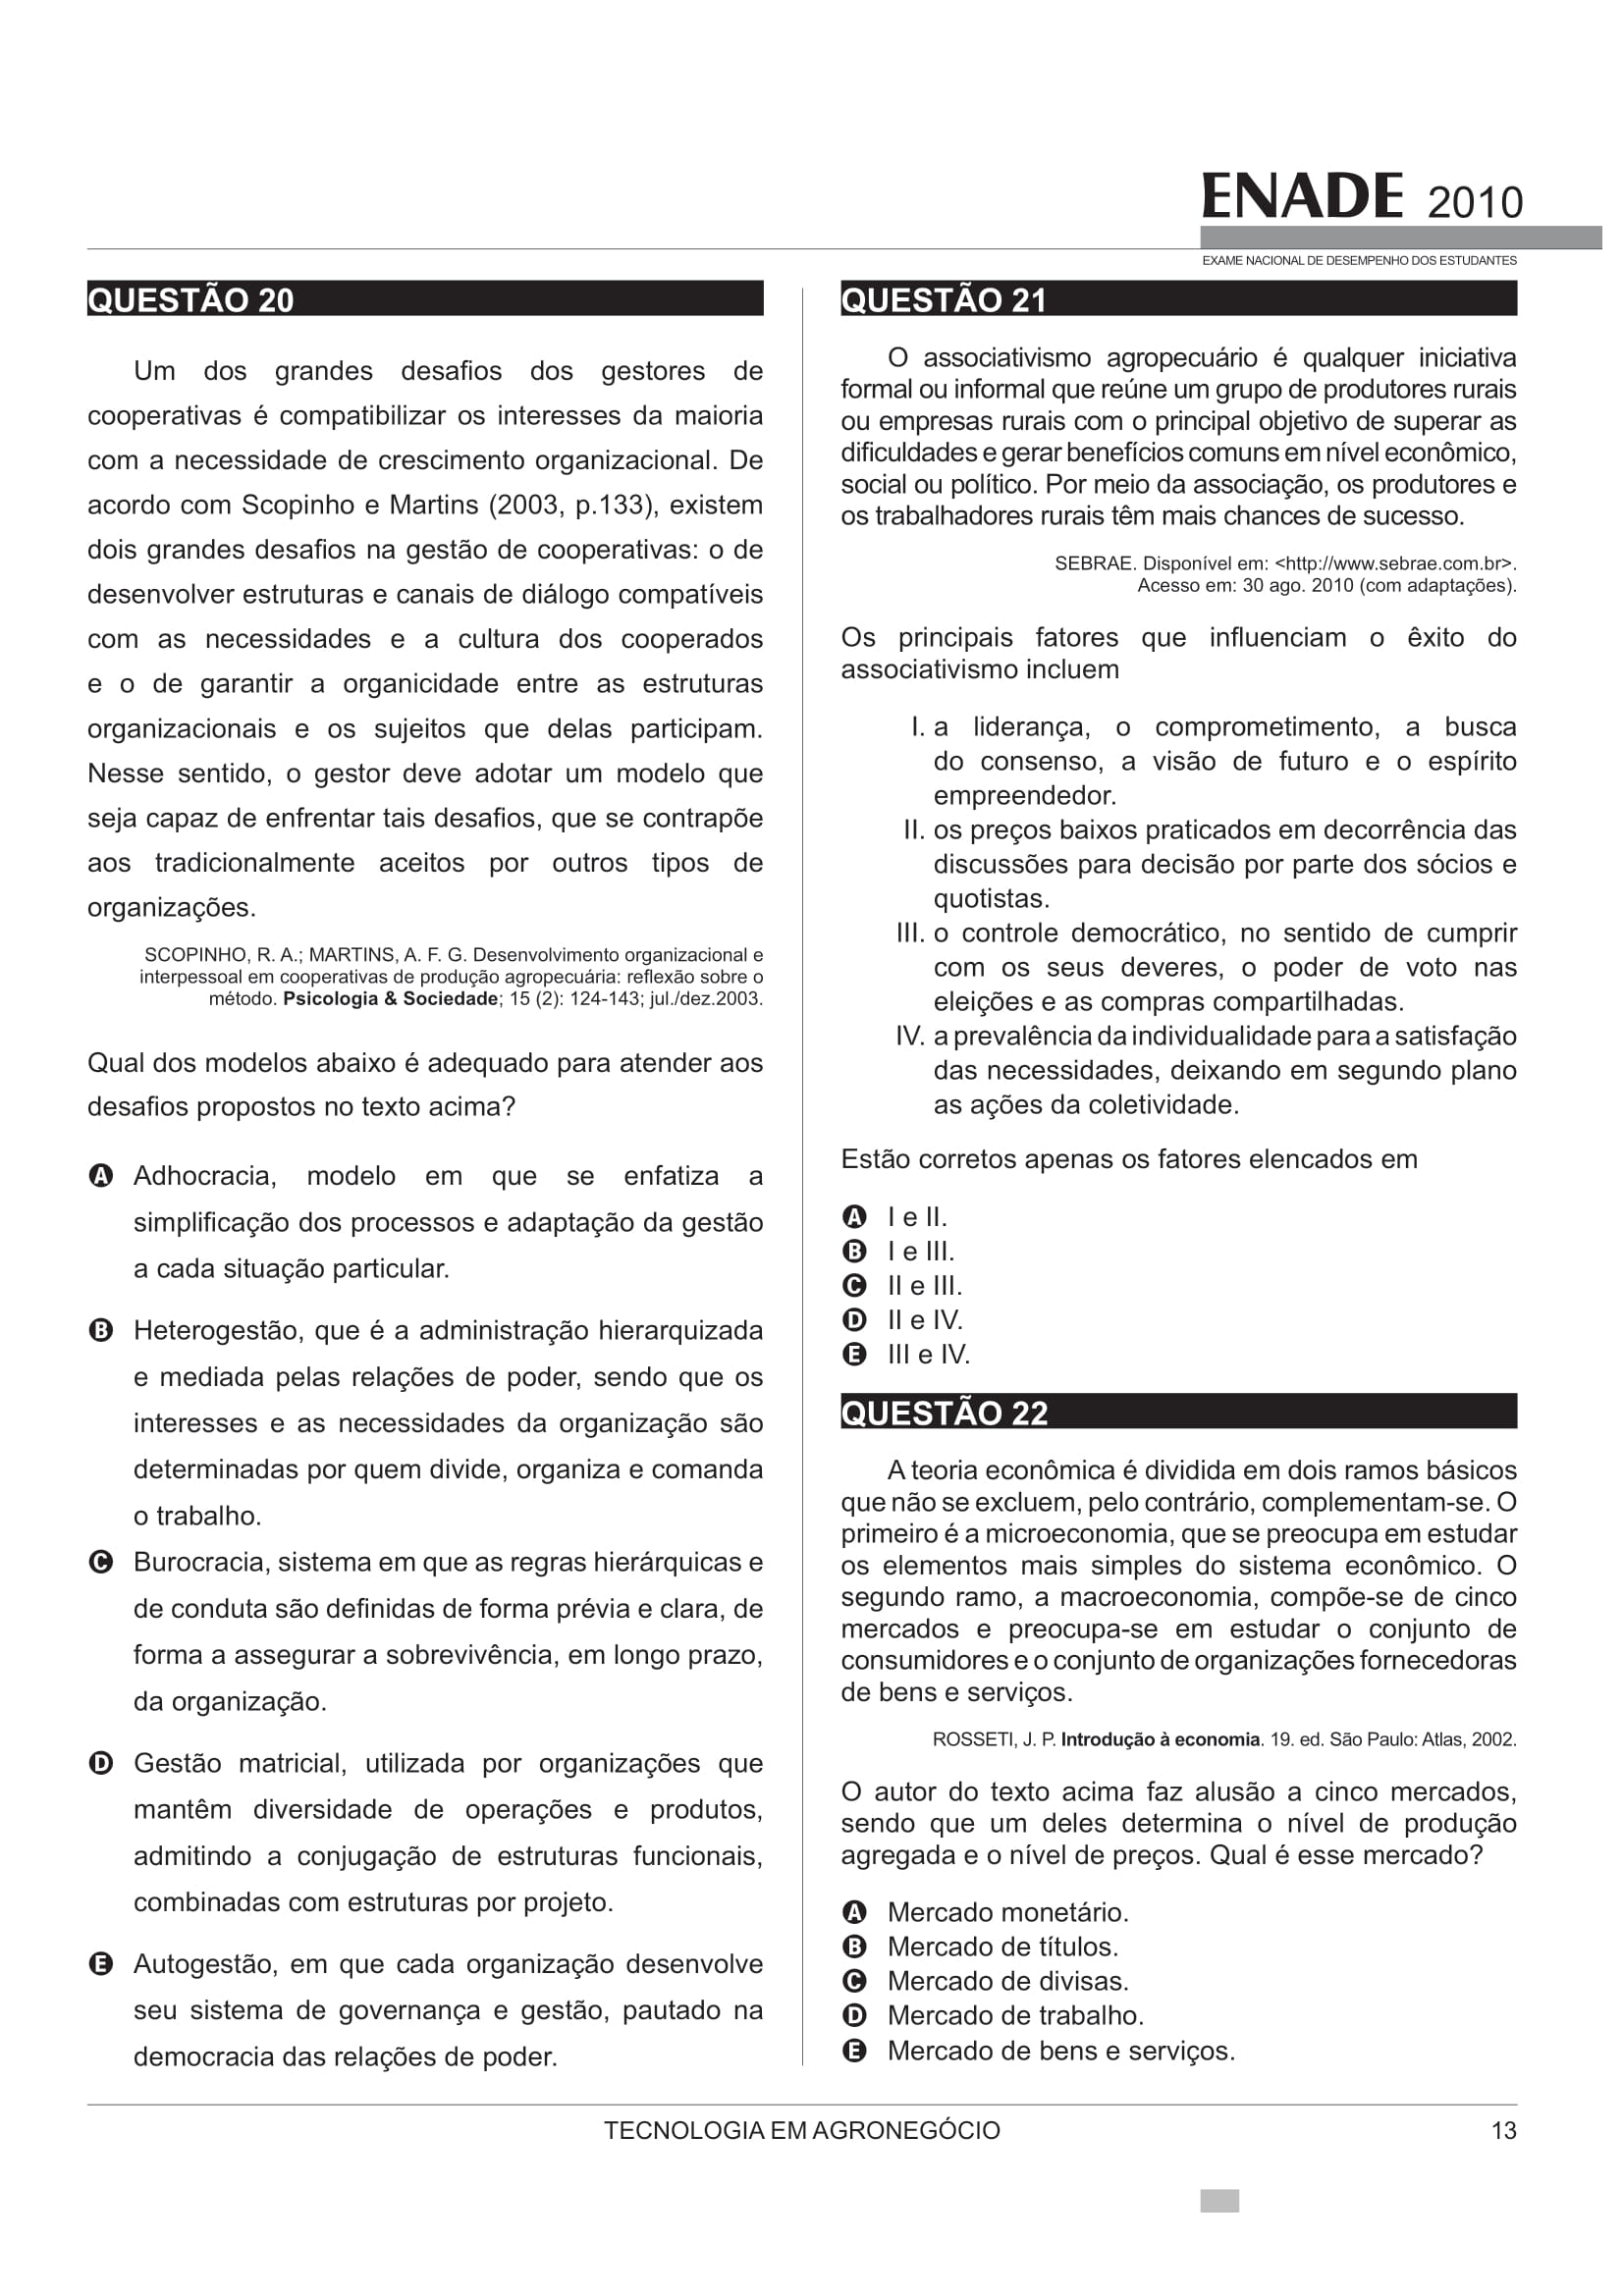 ENADE 2010
EXAME NACIONAL DE DESEMPENHO DOS ESTUDANTES
QUESTÃO 20
Um dos grandes desafios dos gestores de
cooperativas é compatibilizar os interesses da maioria
com a necessidade de crescimento organizacional. De
acordo com Scopinho e Martins (2003, p.133), existem
dois grandes desafios na gestão de cooperativas: o de
desenvolver estruturas e canais de diálogo compatíveis
com as necessidades e a cultura dos cooperados
e o de garantir a organicidade entre as estruturas
organizacionais e os sujeitos que delas participam.
Nesse sentido, o gestor deve adotar um modelo que
seja capaz de enfrentar tais desafios, que se contrapõe
aos tradicionalmente aceitos por outros tipos de
organizações.
SCOPINHO, R. A.; MARTINS, A. F. G. Desenvolvimento organizacional e
interpessoal em cooperativas de produção agropecuária: reflexão sobre o
método. Psicologia & Sociedade; 15 (2): 124-143; jul./dez.2003.
Qual dos modelos abaixo é adequado para atender aos
desafios propostos no texto acima?
A Adhocracia, modelo em que se enfatiza a
simplificação dos processos e adaptação da gestão
a cada situação particular.
B Heterogestão, que é a administração hierarquizada
e mediada pelas relações de poder, sendo que os
interesses e as necessidades da organização são
determinadas por quem divide, organiza e comanda
o trabalho.
C Burocracia, sistema em que as regras hierárquicas e
de conduta são definidas de forma prévia e clara, de
forma a assegurar a sobrevivência, em longo prazo,
da organização.
D Gestão matricial, utilizada por organizações que
mantêm diversidade de operações e produtos,
admitindo a conjugação de estruturas funcionais,
combinadas com estruturas por projeto.
E Autogestão, em que cada organização desenvolve
seu sistema de governança e gestão, pautado na
democracia das relações de poder.
QUESTÃO 21
O associativismo agropecuário é qualquer iniciativa
formal ou informal que reúne um grupo de produtores rurais
ou empresas rurais com o principal objetivo de superar as
dificuldades e gerar benefícios comuns em nível econômico,
social ou político. Por meio da associação, os produtores e
os trabalhadores rurais têm mais chances de sucesso.
SEBRAE. Disponível em: <http://www.sebrae.com.br>.
Acesso em: 30 ago. 2010 (com adaptações).
Os principais fatores que influenciam o êxito do
associativismo incluem
I. a liderança, o comprometimento, a busca
do consenso, a visão de futuro e o espírito
empreendedor.
II. os preços baixos praticados em decorrência das
discussões para decisão por parte dos sócios e
quotistas.
III. o controle democrático, no sentido de cumprir
com os seus deveres, o poder de voto nas
eleições e as compras compartilhadas.
IV. a prevalência da individualidade para a satisfação
das necessidades, deixando em segundo plano
as ações da coletividade.
Estão corretos apenas os fatores elencados em
A I e II.
B I e III.
C II e III.
D II e IV.
E III e IV.
QUESTÃO 22
A teoria econômica é dividida em dois ramos básicos
que não se excluem, pelo contrário, complementam-se. O
primeiro é a microeconomia, que se preocupa em estudar
os elementos mais simples do sistema econômico. O
segundo ramo, a macroeconomia, compõe-se de cinco
mercados e preocupa-se em estudar o conjunto de
consumidores e o conjunto de organizações fornecedoras
de bens e serviços.
ROSSETI, J. P. Introdução à economia. 19. ed. São Paulo: Atlas, 2002.
O autor do texto acima faz alusão a cinco mercados,
sendo que um deles determina o nível de produção
agregada e o nível de preços. Qual é esse mercado?
A Mercado monetário.
B Mercado de títulos.
C Mercado de divisas.
D Mercado de trabalho.
E Mercado de bens e serviços.
TECNOLOGIA EM AGRONEGÓCIO
13